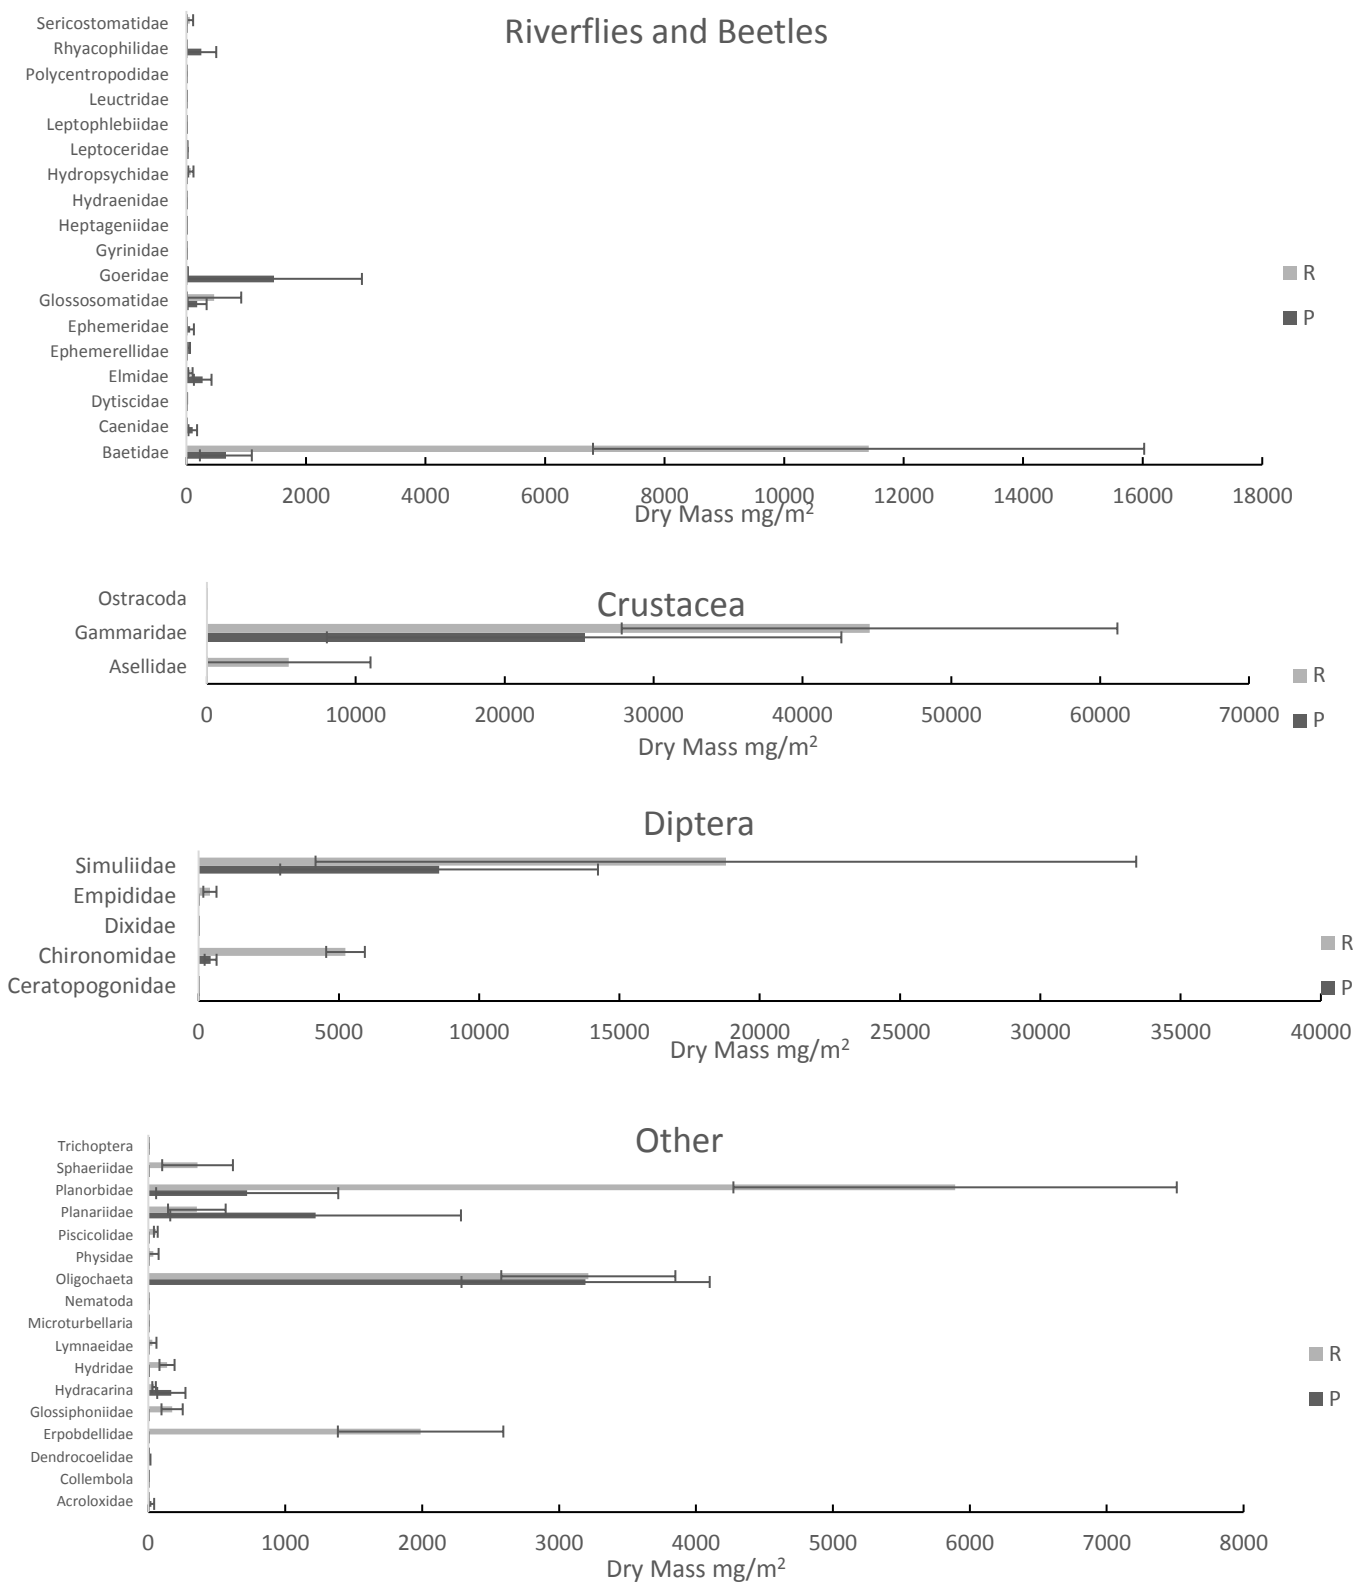 Riverflies and Beetles
Sericostomatidae
Rhyacophilidae
Polycentropodidae
Leuctridae
Leptophlebiidae
Leptoceridae
Hydropsychidae
Hydraenidae
Heptageniidae
Gyrinidae
Goeridae
Glossosomatidae
Ephemeridae
Ephemerellidae
Elmidae
Dytiscidae
Caenidae
Baetidae
R
P
0 2000 4000 6000 8000 10000 12000 14000 16000 18000
Dry Mass mg/m²
Crustacea
Ostracoda
Gammaridae
Asellidae
R
P
0 10000 20000 30000 40000 50000 60000 70000
Dry Mass mg/m²
Diptera
Simuliidae
Empididae
Dixidae
Chironomidae
Ceratopogonidae
R
P
0 5000 10000 15000 20000 25000 30000 35000 40000
Dry Mass mg/m²
Other
Trichoptera
Sphaeriidae
Planorbidae
Planariidae
Piscicolidae
Physidae
Oligochaeta
Nematoda
Microturbellaria
Lymnaeidae
Hydridae
Hydracarina
Glossiphoniidae
Erpobdellidae
Dendrocoelidae
Collembola
Acroloxidae
R
P
0 1000 2000 3000 4000 5000 6000 7000 8000
Dry Mass mg/m²